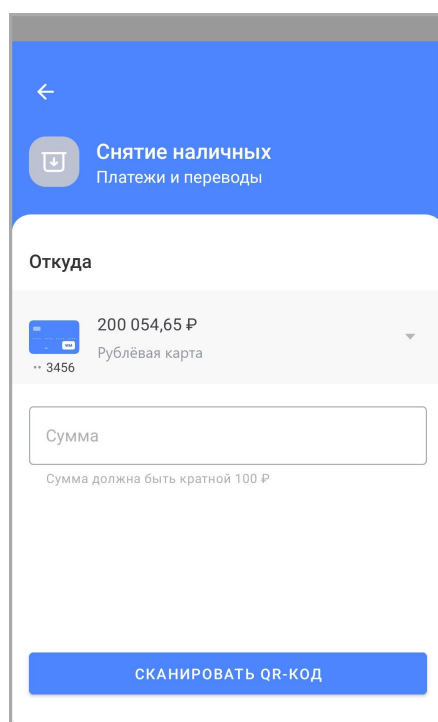 Снятие наличных
Платежи и переводы
Откуда
200 054,65 ₽
Рублёвая карта
·· 3456
Сумма
Сумма должна быть кратной 100 ₽
СКАНИРОВАТЬ QR-КОД